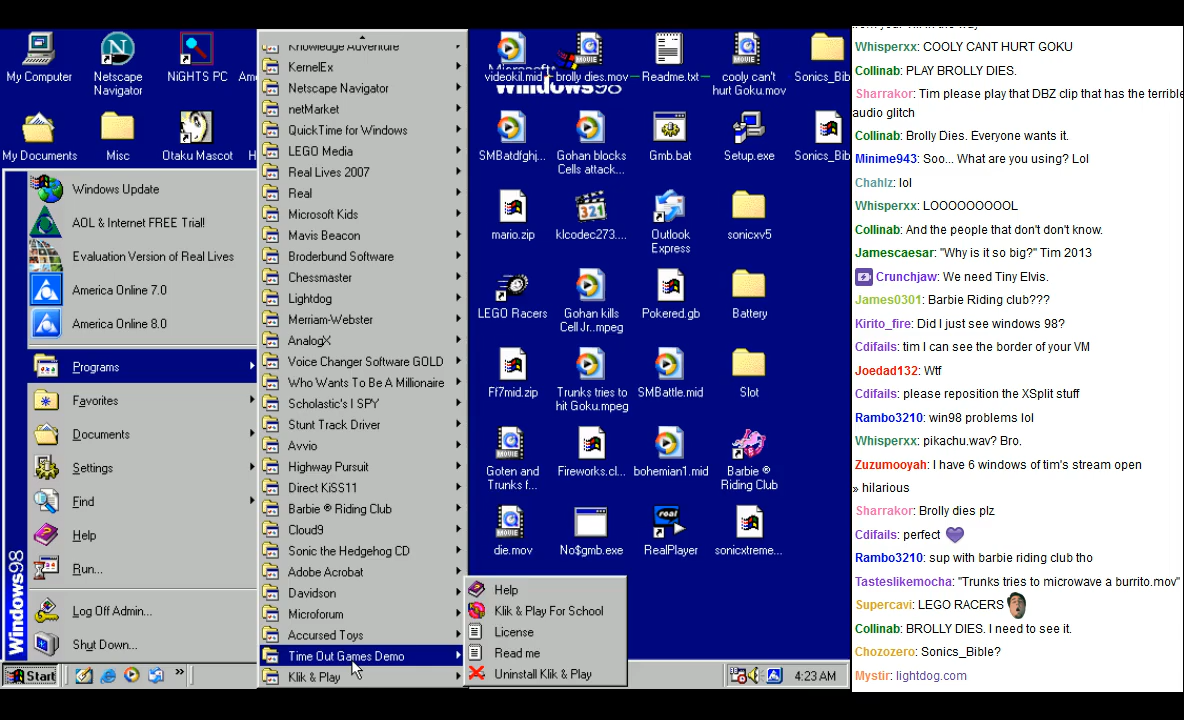 My Computer
Netscape
Navigator
NiGHTS PC
My Documents
Misc
Otaku Mascot
Windows98
Windows Update
AOL & Internet FREE Trial!
Evaluation Version of Real Lives
America Online 7.0
America Online 8.0
Programs
Favorites
Documents
Settings
Find
Help
Run...
Log Off Admin...
Shut Down...
Start
Knowledge Adventure
KernelEx
Netscape Navigator
netMarket
QuickTime for Windows
LEGO Media
Real Lives 2007
Real
Microsoft Kids
Mavis Beacon
Broderbund Software
Chessmaster
Lightdog
Merriam-Webster
AnalogX
Voice Changer Software GOLD
Who Wants To Be A Millionaire
Scholastic's I SPY
Stunt Track Driver
Avvio
Highway Pursuit
Direct KiSS11
Barbie ® Riding Club
Cloud9
Sonic the Hedgehog CD
Adobe Acrobat
Davidson
Microforum
Accursed Toys
Time Out Games Demo
Klik & Play
Help
Klik & Play For School
License
Read me
Uninstall Klik & Play
videokil.mid
brolly dies.mov
Readme.txt
cooly can't
hurt Goku.mov
Sonics_Bib
Microsoft
Windows98
SMBatdfghj...
Gohan blocks
Cells attack...
Gmb.bat
Setup.exe
Sonics_Bib
mario.zip
321
klcodec273....
Outlook
Express
sonicxv5
LEGO Racers
Gohan kills
Cell Jr..mpeg
Pokered.gb
Battery
Ff7mid.zip
Trunks tries to
hit Goku.mpeg
SMBattle.mid
Slot
MOVIE
Goten and
Trunks f...
Fireworks.cl...
bohemian1.mid
Barbie ®
Riding Club
MOVIE
die.mov
No$gmb.exe
real
RealPlayer
sonicxtreme...
4:23 AM
Whisperxx: COOLY CANT HURT GOKU
Collinab: PLAY BROLLY DIES.
Sharrakor: Tim please play that DBZ clip that has the terrible
audio glitch
Collinab: Brolly Dies. Everyone wants it.
Minime943: Soo... What are you using? Lol
Chahlz: lol
Whisperxx: LOOOOOOOOL
Collinab: And the people that don't don't know.
Jamescaesar: "Why is it so big?" Tim 2013
Crunchjaw: We need Tiny Elvis.
James0301: Barbie Riding club???
Kirito_fire: Did I just see windows 98?
Cdifails: tim I can see the border of your VM
Joedad132: Wtf
Cdifails: please reposition the XSplit stuff
Rambo3210: win98 problems lol
Whisperxx: pikachu.wav? Bro.
Zuzumooyah: I have 6 windows of tim's stream open
» hilarious
Sharrakor: Brolly dies plz
Cdifails: perfect
Rambo3210: sup with barbie riding club tho
Tasteslikemocha: "Trunks tries to microwave a burrito.mov"
Supercavi: LEGO RACERS
Collinab: BROLLY DIES. I need to see it.
Chozozero: Sonics_Bible?
Mystir: lightdog.com